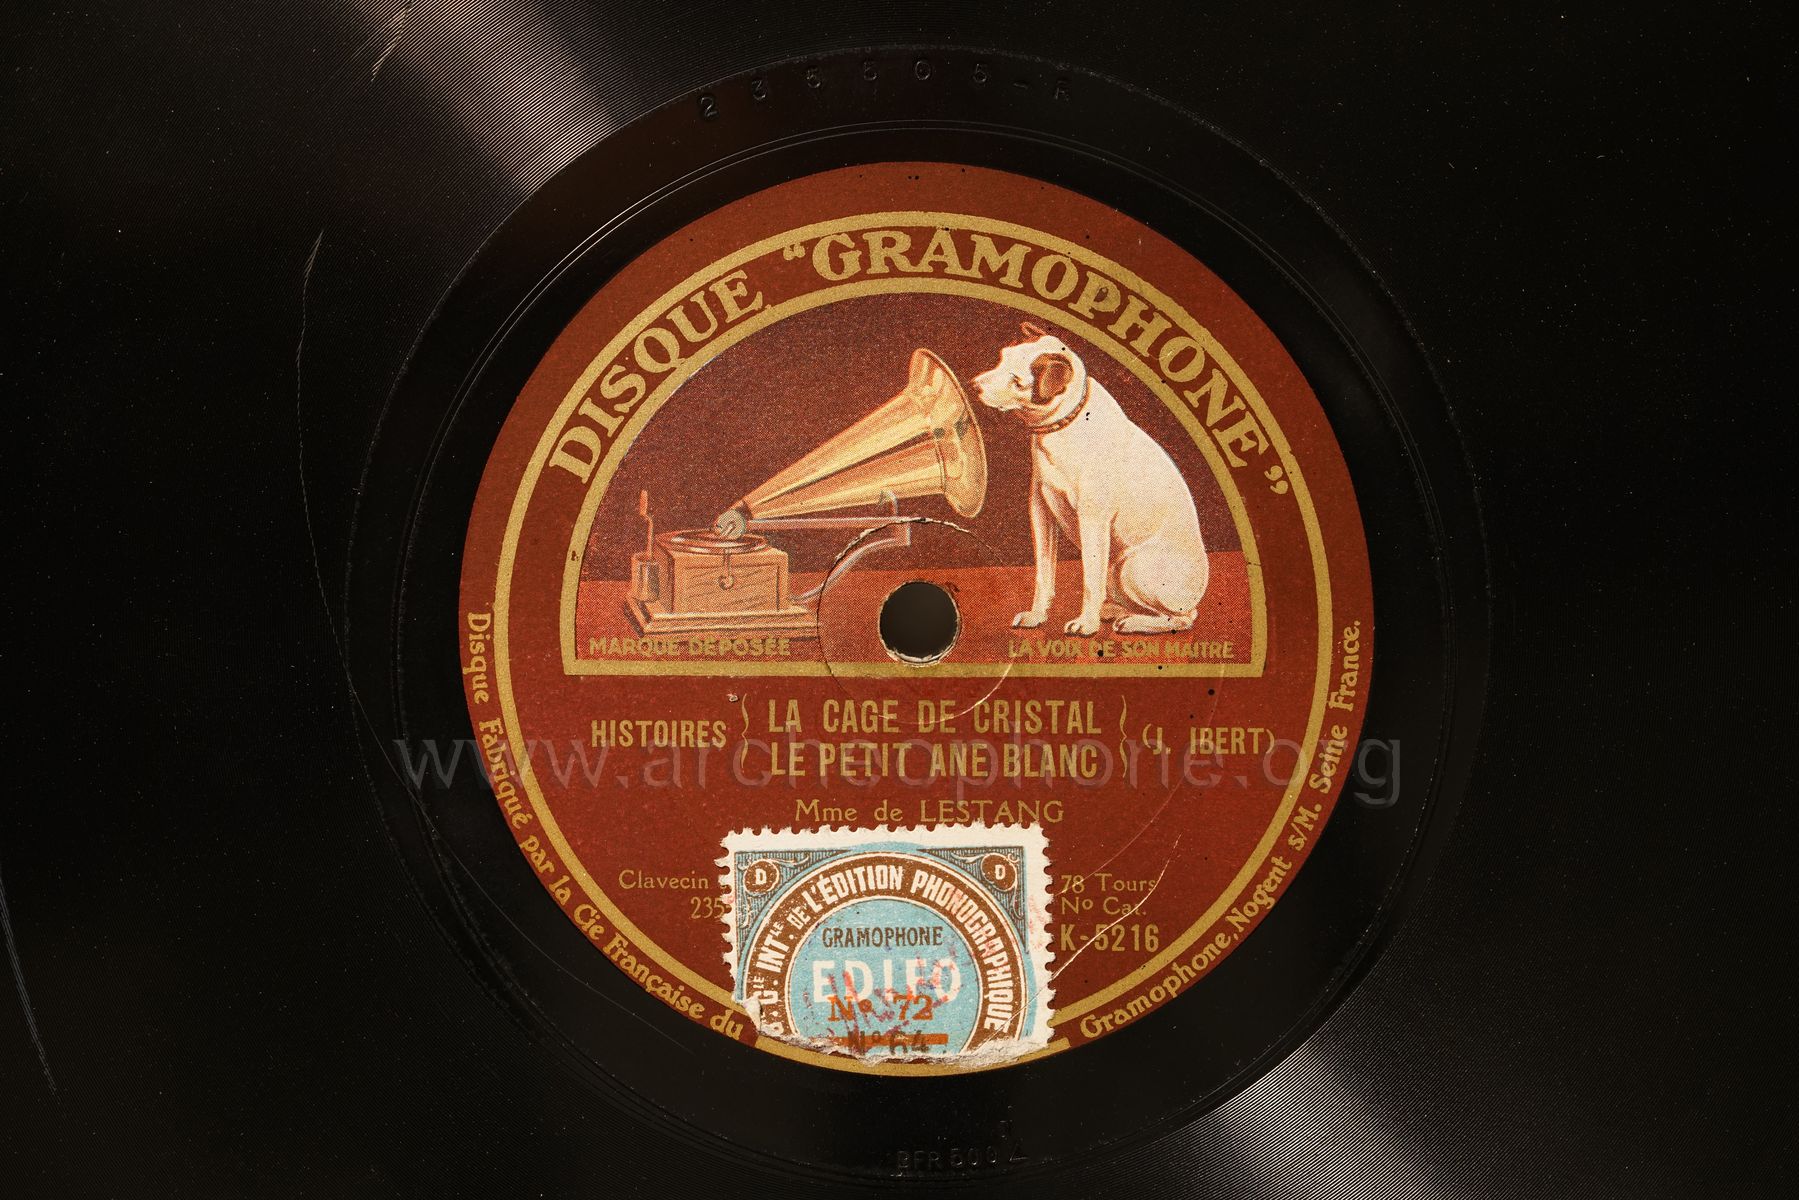 235505-R
DISQUE “GRAMOPHONE”
MARQUE DÉPOSÉE
LA VOIX DE SON MAITRE
HISTOIRES { LA CAGE DE CRISTAL
LE PETIT ANE BLANC } (J. IBERT)
www.archeophone.org
Mme de LESTANG
Clavecin
235
78 Tours
No Cat.
K-5216
D
D
INTLE DE L'ÉDITION PHONOGRAPHIQUE
GRAMOPHONE
EDIFO
No 72
No 64
Disque Fabriqué par la Cie Française du Gramophone, Nogent s/M. Seine France.